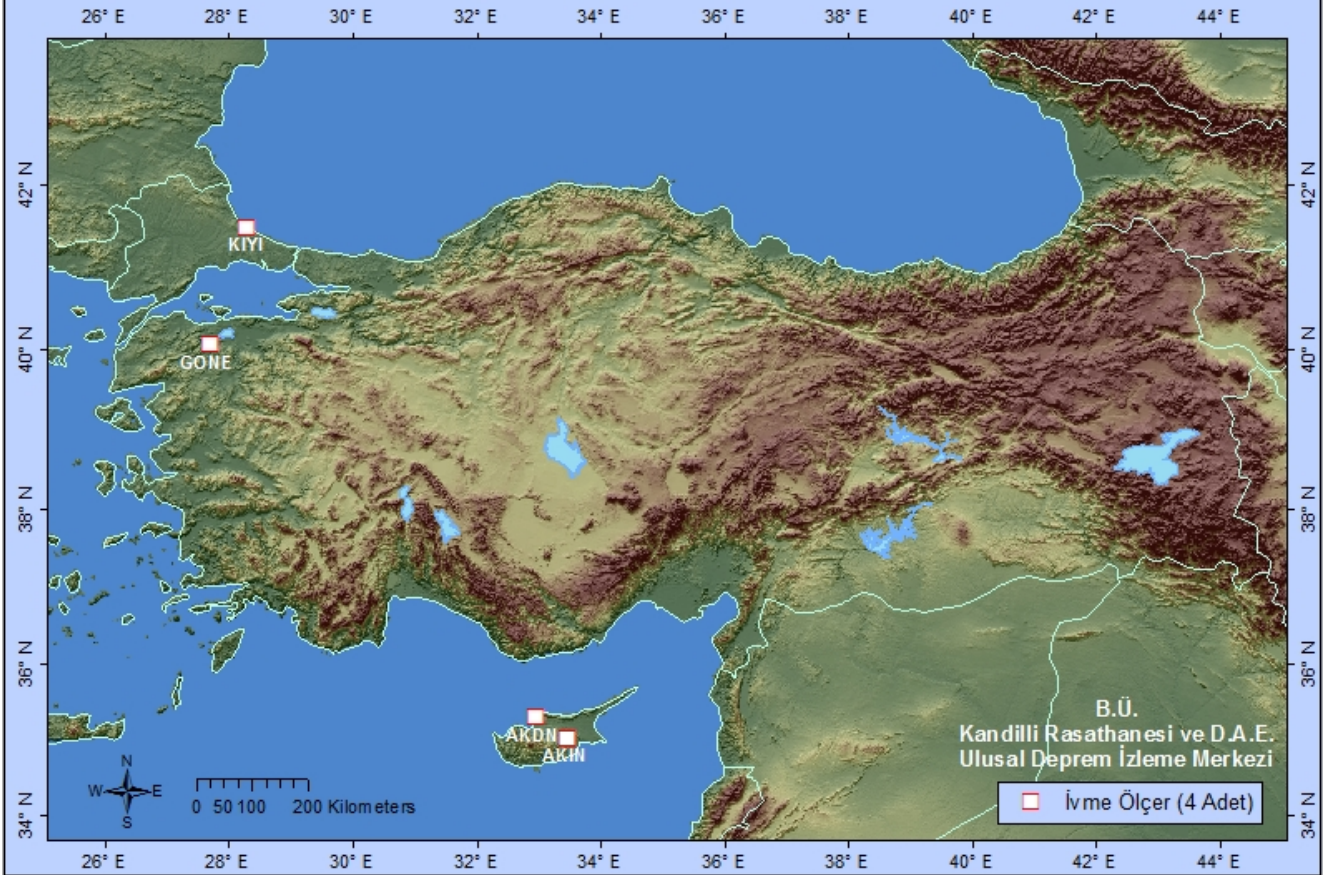 26° E 28° E 30° E 32° E 34° E 36° E 38° E 40° E 42° E 44° E
42° N 42° N
KIYI
40° N 40° N
GONE
38° N 38° N
36° N 36° N
AKDN
AKIN
B.Ü.
Kandilli Rasathanesi ve D.A.E.
Ulusal Deprem İzleme Merkezi
N
W E
S
0 50 100 200 Kilometers
İvme Ölçer (4 Adet)
34° N 34° N
26° E 28° E 30° E 32° E 34° E 36° E 38° E 40° E 42° E 44° E